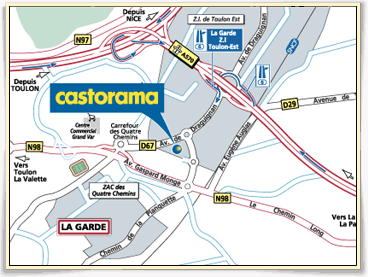 Depuis
NICE
Z.I. de Toulon Est
N97
A570
La Garde
Z.I
Toulon-Est
Av. de Draguignan
CNG
Depuis
TOULON
castorama
D29
Avenue de
Centre
Commercial
Grand Var
Carrefour
des Quatre
Chemins
N98
D67
Av. de
Draguignan
Av. Eugène Augias
Vers
Toulon
La Valette
Av. Gaspard Monge
ZAC des
Quatre Chemins
N98
Le Chemin Long
LA GARDE
Chemin de la Planquette
Vers La
La Pa